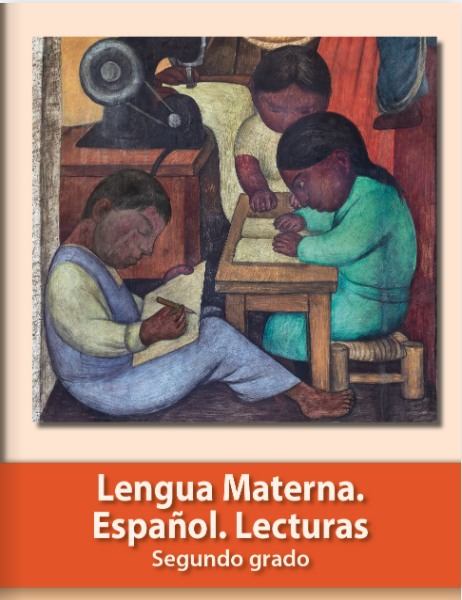 Lengua Materna.
Español. Lecturas
Segundo grado